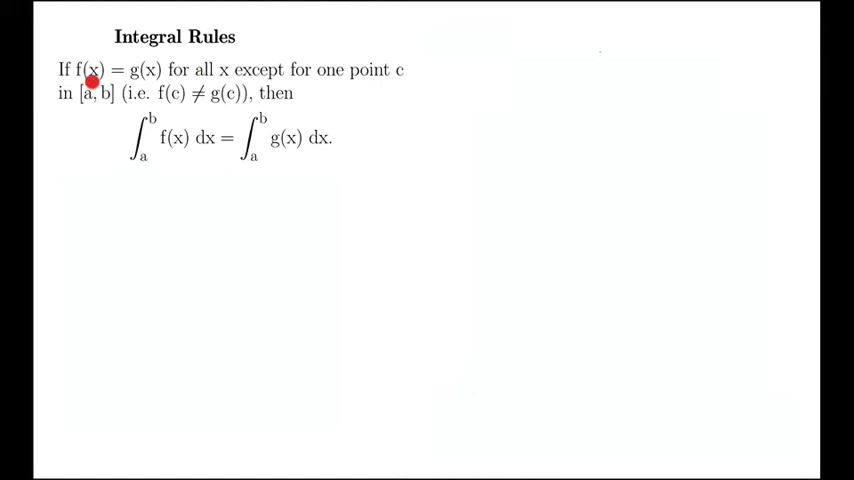 Integral Rules
If f(x) = g(x) for all x except for one point c
in [a, b] (i.e. f(c) ≠ g(c)), then
∫_a^b f(x) dx = ∫_a^b g(x) dx.